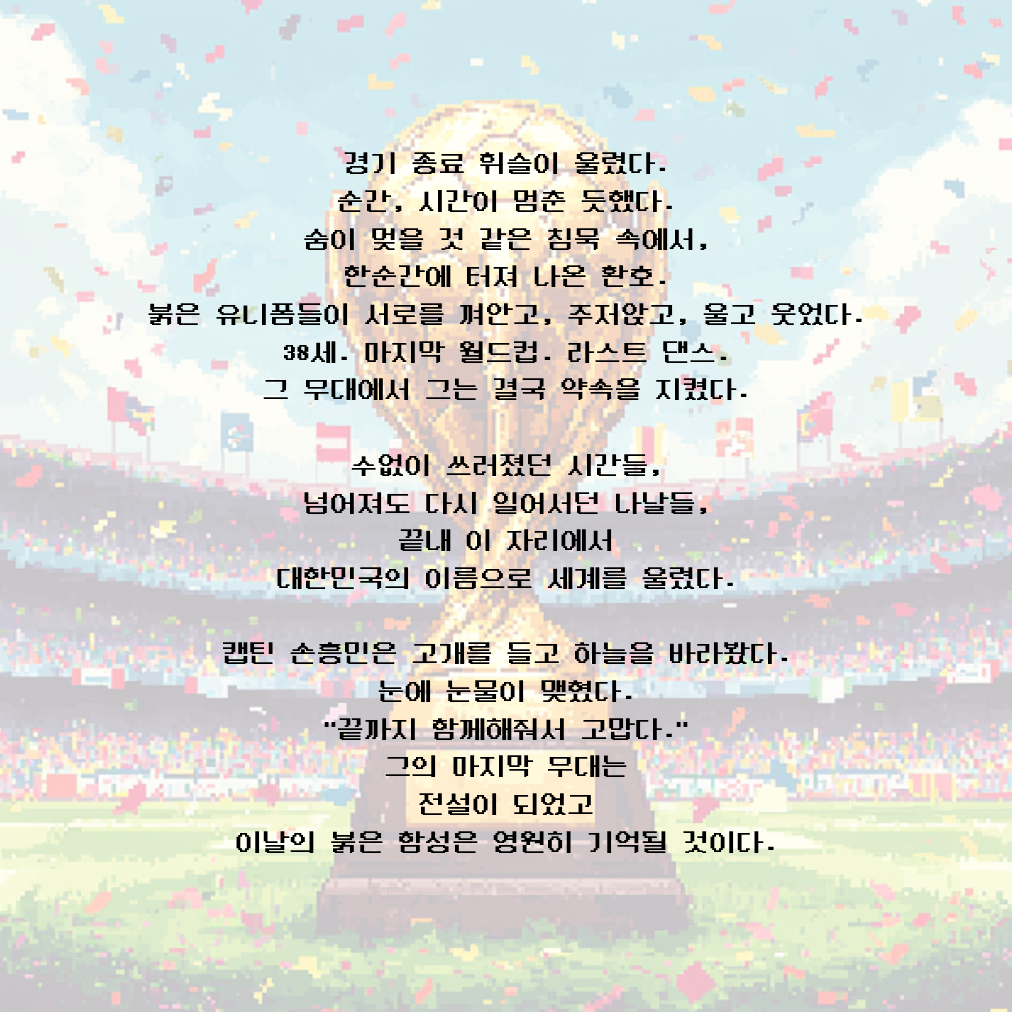 경기 종료 휘슬이 울렸다.
순간, 시간이 멈춘 듯했다.
숨이 멎을 것 같은 침묵 속에서,
한순간에 터져 나온 환호.
붉은 유니폼들이 서로를 껴안고, 주저앉고, 울고 웃었다.
38세. 마지막 월드컵. 라스트 댄스.
그 무대에서 그는 결국 약속을 지켰다.
수없이 쓰러졌던 시간들,
넘어져도 다시 일어서던 나날들,
끝내 이 자리에서
대한민국의 이름으로 세계를 울렸다.
캡틴 손흥민은 고개를 들고 하늘을 바라봤다.
눈에 눈물이 맺혔다.
"끝까지 함께해줘서 고맙다."
그의 마지막 무대는
전설이 되었고
이날의 붉은 함성은 영원히 기억될 것이다.